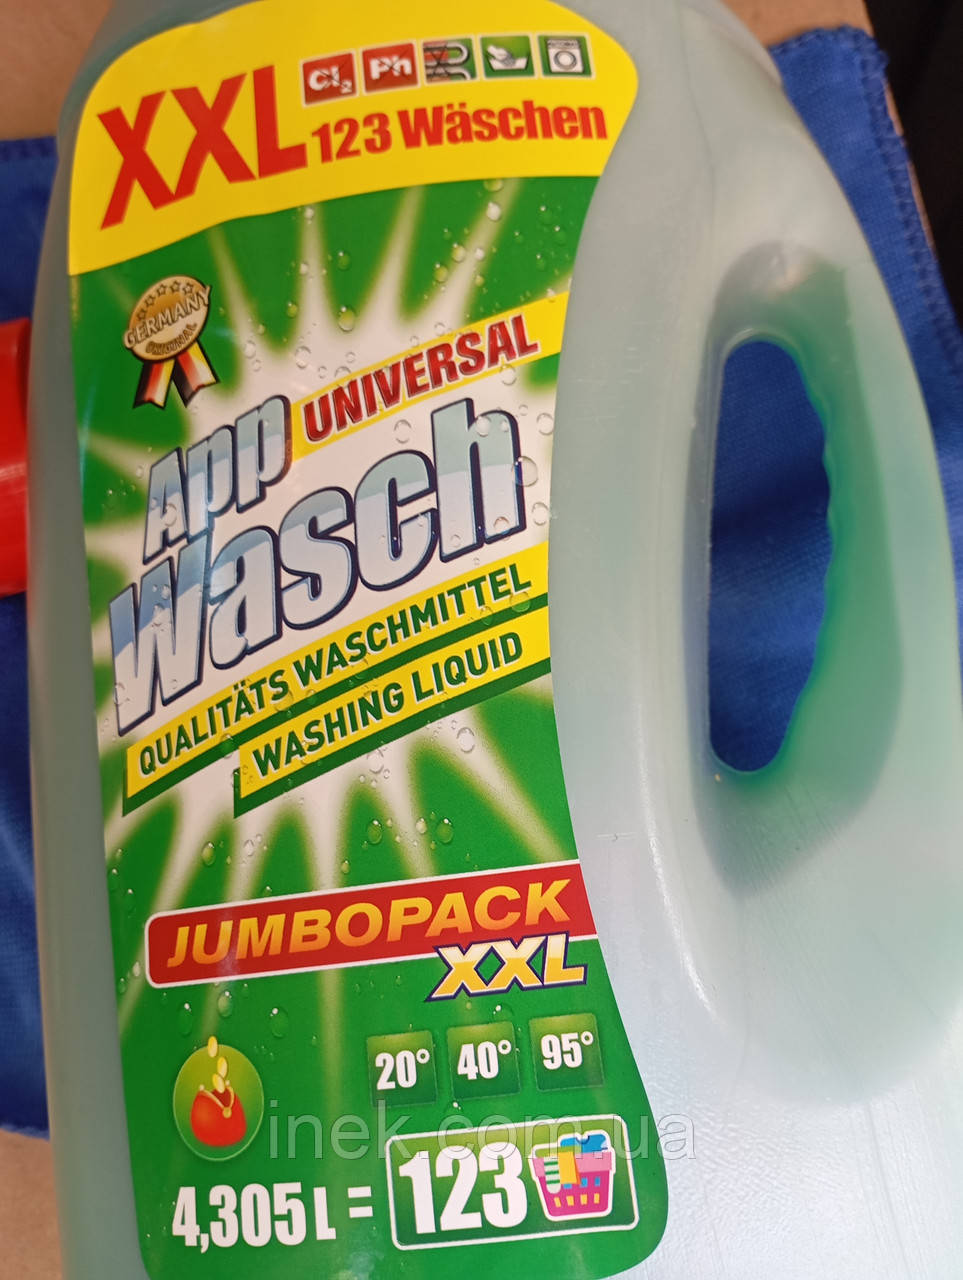 XXL
Cl₂ Ph
123 Wäschen
GERMANY
ORIGINAL
UNIVERSAL
App
Wasch
QUALITÄTS WASCHMITTEL
WASHING LIQUID
JUMBOPACK
XXL
20° 40° 95°
inek.com.ua
4,305 L = 123